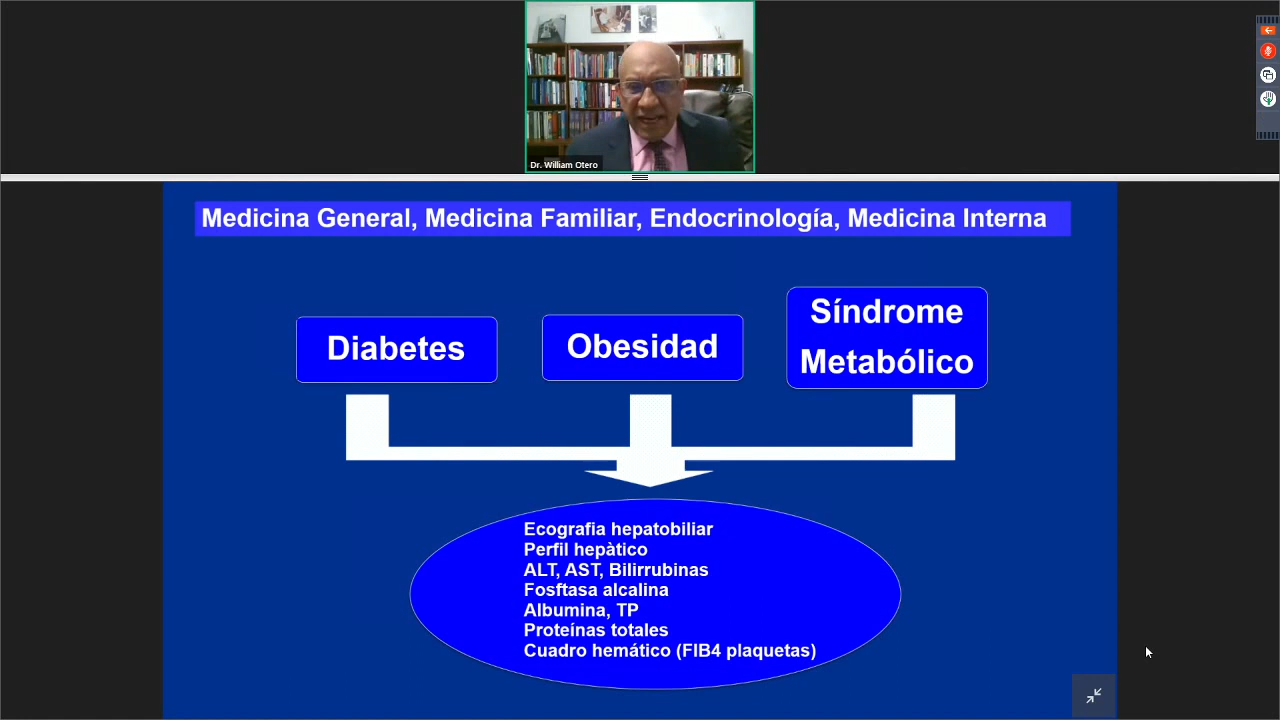 Dr. William Otero
Medicina General, Medicina Familiar, Endocrinología, Medicina Interna
Diabetes
Obesidad
Síndrome
Metabólico
Ecografia hepatobiliar
Perfil hepàtico
ALT, AST, Bilirrubinas
Fosftasa alcalina
Albumina, TP
Proteínas totales
Cuadro hemático (FIB4 plaquetas)